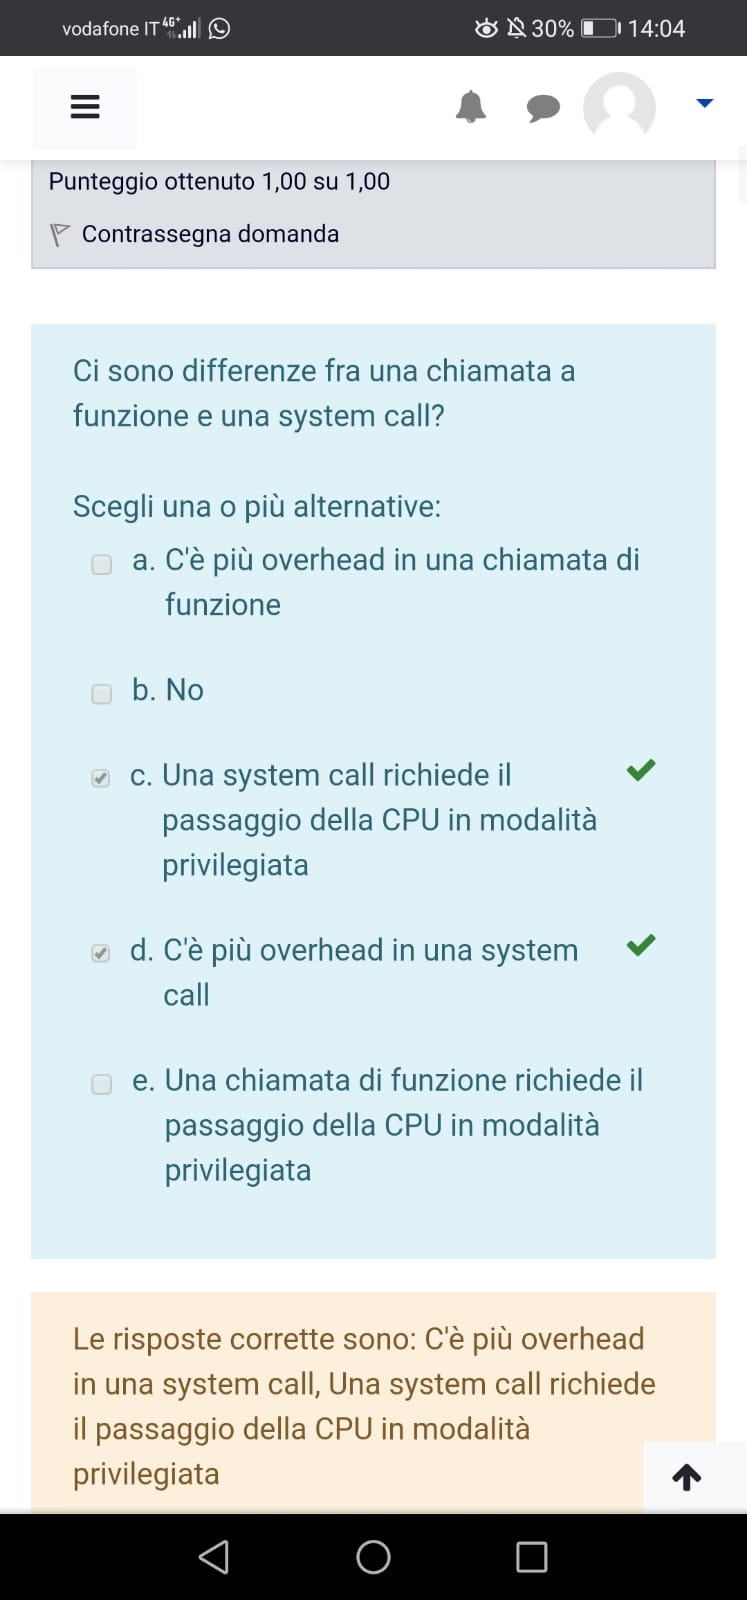 vodafone IT 4G+ 30% 14:04
Punteggio ottenuto 1,00 su 1,00
Contrassegna domanda
Ci sono differenze fra una chiamata a
funzione e una system call?
Scegli una o più alternative:
a. C'è più overhead in una chiamata di
funzione
b. No
c. Una system call richiede il
passaggio della CPU in modalità
privilegiata
d. C'è più overhead in una system
call
e. Una chiamata di funzione richiede il
passaggio della CPU in modalità
privilegiata
Le risposte corrette sono: C'è più overhead
in una system call, Una system call richiede
il passaggio della CPU in modalità
privilegiata